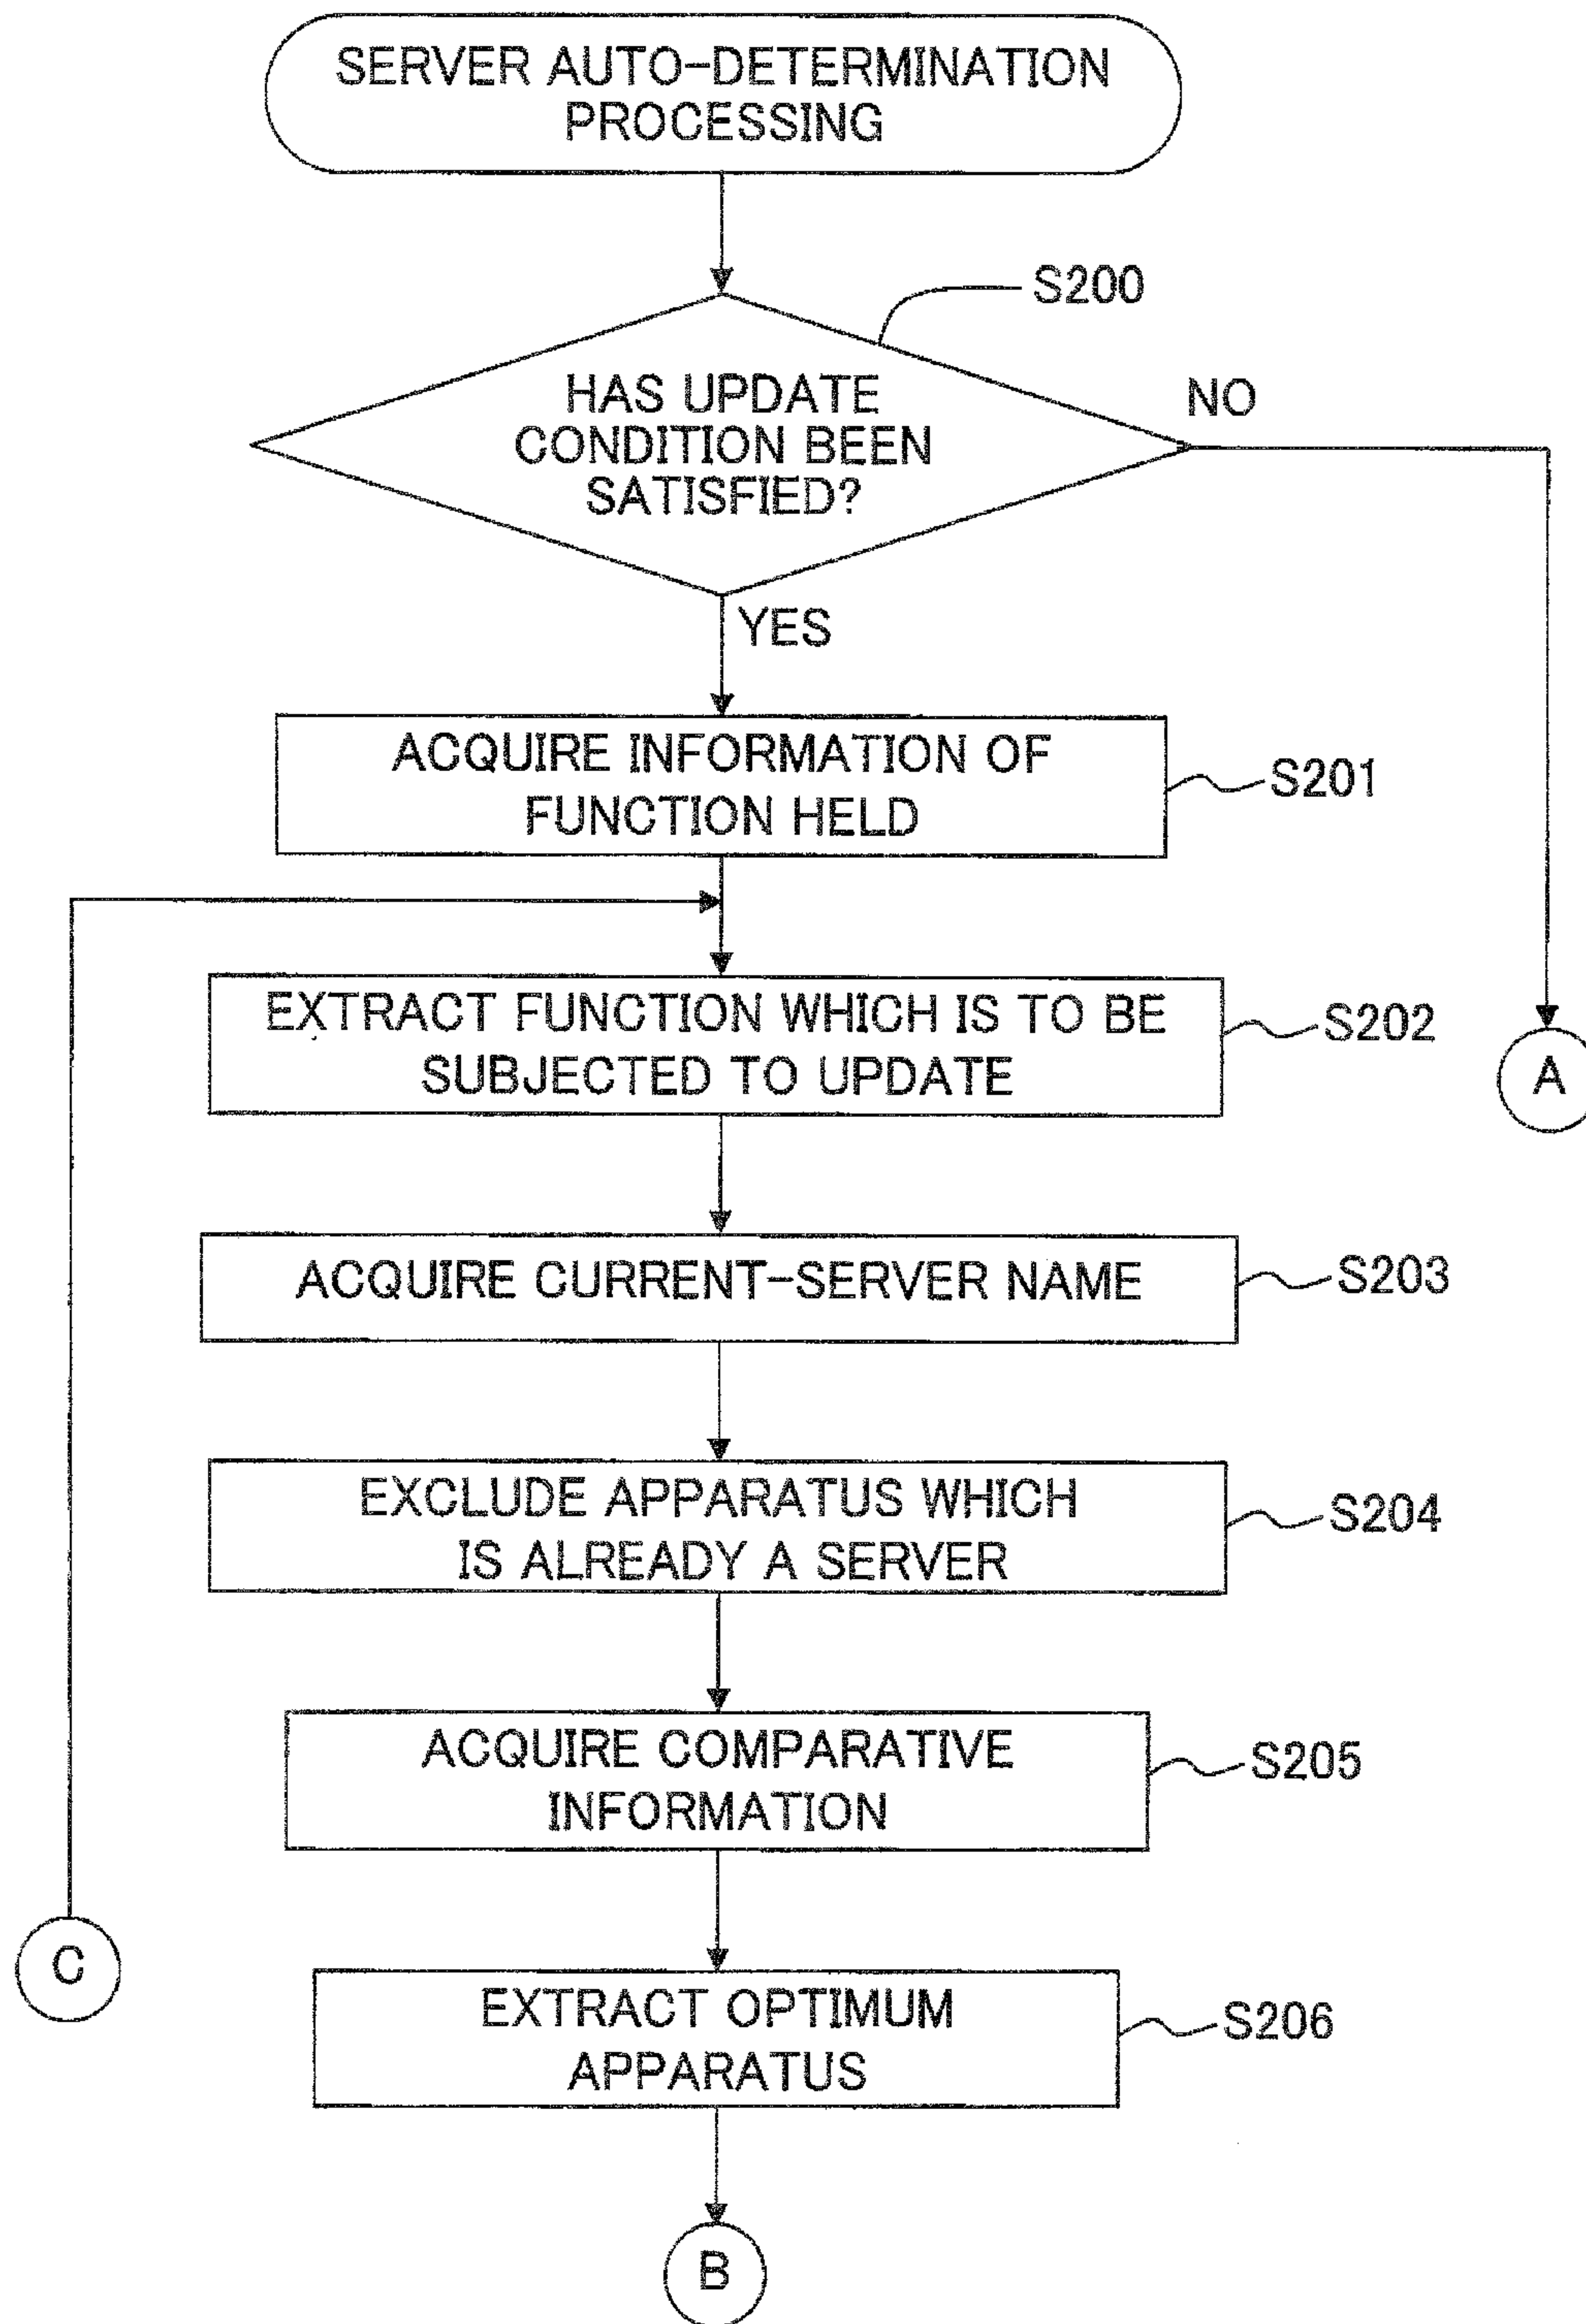 SERVER AUTO-DETERMINATION
PROCESSING
S200
HAS UPDATE
CONDITION BEEN
SATISFIED?
NO
YES
ACQUIRE INFORMATION OF
FUNCTION HELD
S201
EXTRACT FUNCTION WHICH IS TO BE
SUBJECTED TO UPDATE
S202
A
ACQUIRE CURRENT-SERVER NAME
S203
EXCLUDE APPARATUS WHICH
IS ALREADY A SERVER
S204
ACQUIRE COMPARATIVE
INFORMATION
S205
C
EXTRACT OPTIMUM
APPARATUS
S206
B